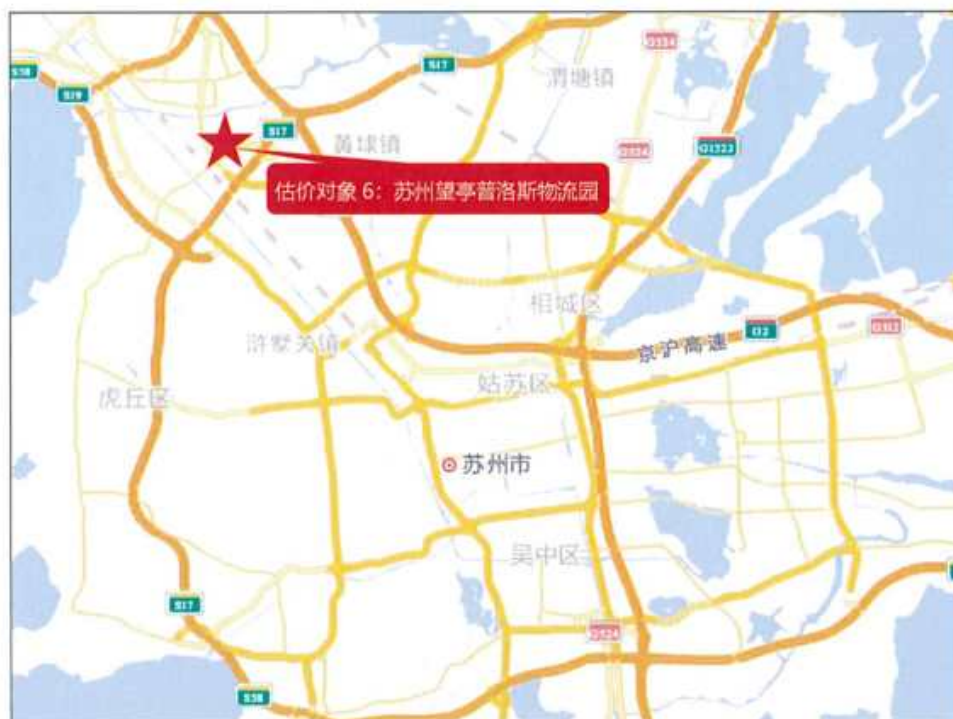 G524
S17
渭塘镇
S58
S19
S17
黄埭镇
G524
G1522
估价对象 6：苏州望亭普洛斯物流园
相城区
G312
G2
京沪高速
浒墅关镇
姑苏区
虎丘区
苏州市
吴中区
S17
G524
S58